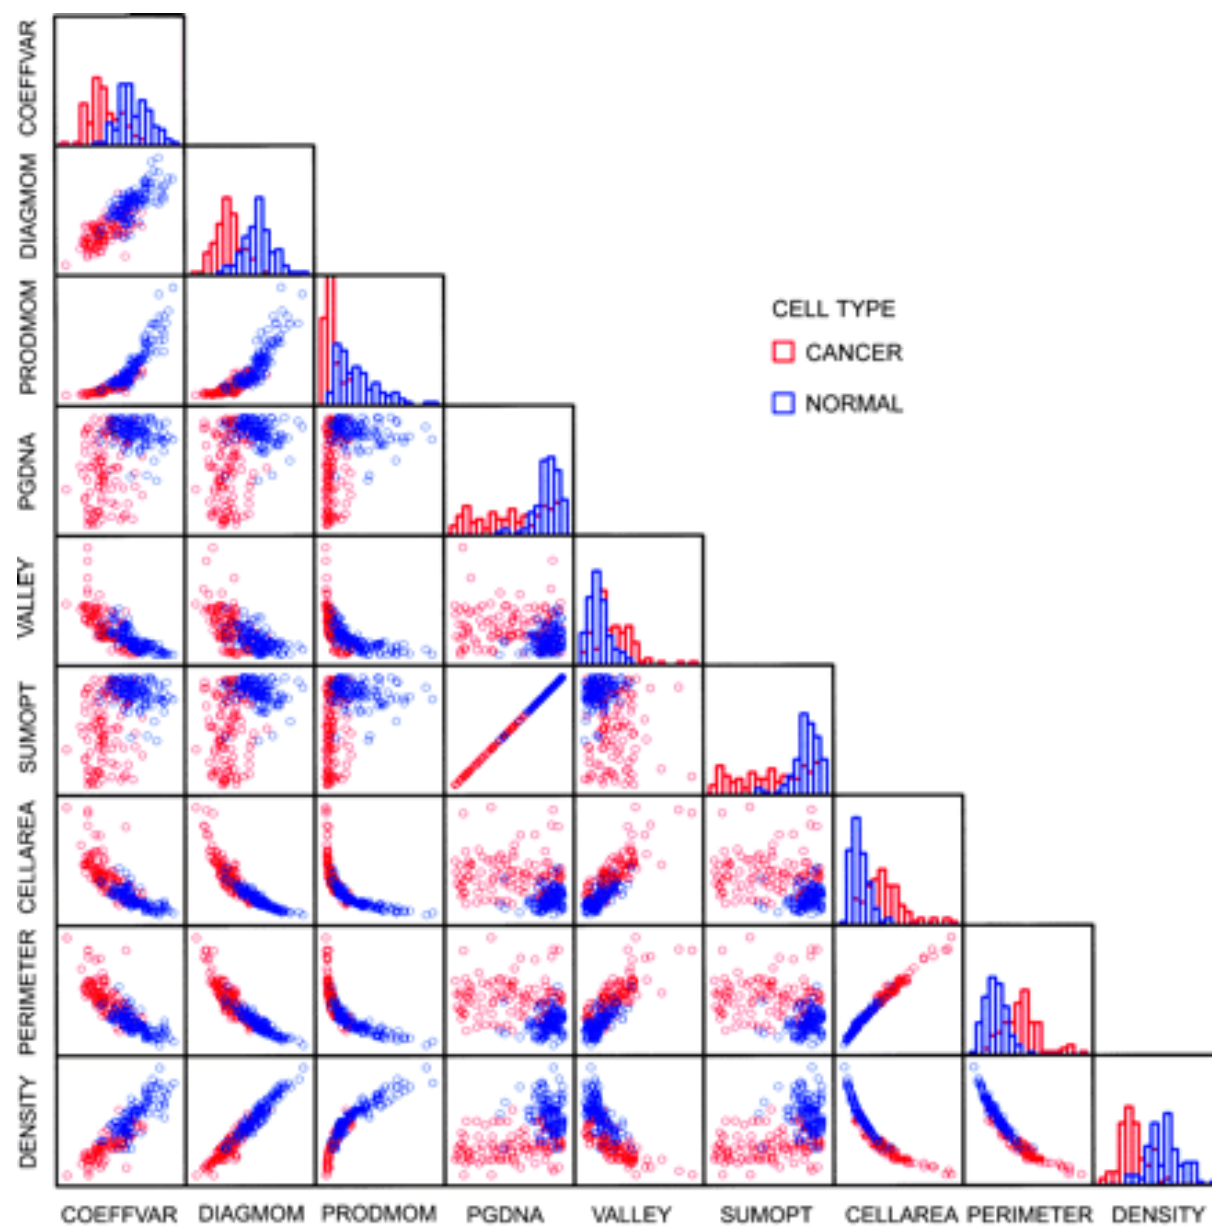 COEFFVAR
DIAGMOM
PRODMOM
PGDNA
VALLEY
SUMOPT
CELLAREA
PERIMETER
DENSITY
CELL TYPE
CANCER
NORMAL
COEFFVAR DIAGMOM PRODMOM PGDNA VALLEY SUMOPT CELLAREA PERIMETER DENSITY